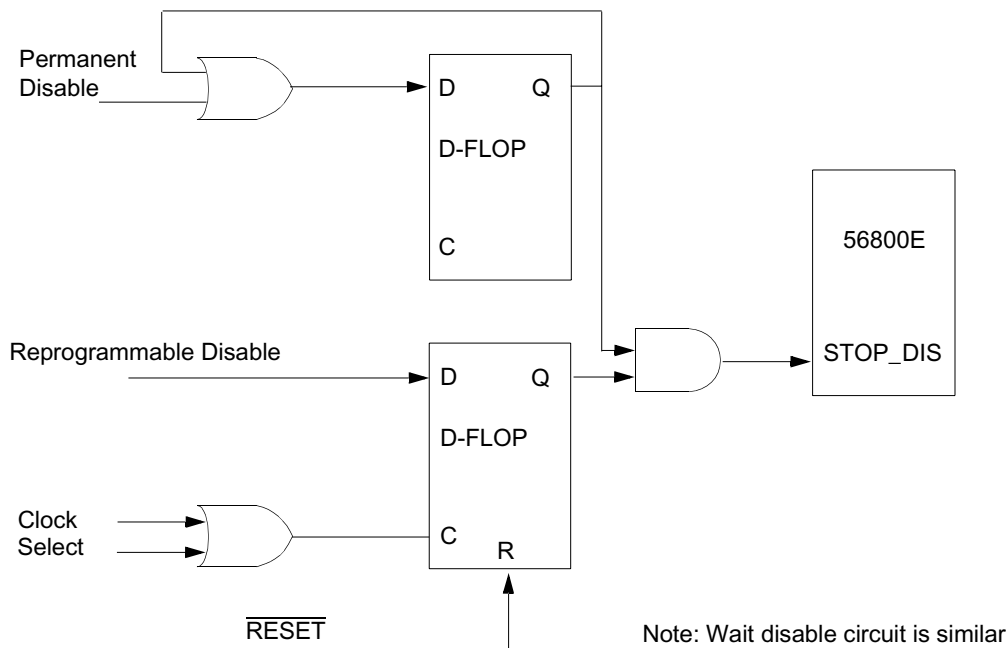 Permanent
Disable
D Q
D-FLOP
C
56800E
STOP_DIS
Reprogrammable Disable
D Q
D-FLOP
Clock
Select
C
R
RESET
Note: Wait disable circuit is similar